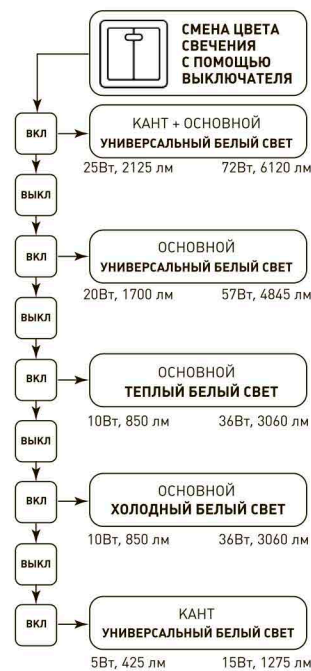 СМЕНА ЦВЕТА
СВЕЧЕНИЯ
С ПОМОЩЬЮ
ВЫКЛЮЧАТЕЛЯ
ВКЛ
КАНТ + ОСНОВНОЙ
УНИВЕРСАЛЬНЫЙ БЕЛЫЙ СВЕТ
25Вт, 2125 лм 72Вт, 6120 лм
ВЫКЛ
ВКЛ
ОСНОВНОЙ
УНИВЕРСАЛЬНЫЙ БЕЛЫЙ СВЕТ
20Вт, 1700 лм 57Вт, 4845 лм
ВЫКЛ
ВКЛ
ОСНОВНОЙ
ТЕПЛЫЙ БЕЛЫЙ СВЕТ
10Вт, 850 лм 36Вт, 3060 лм
ВЫКЛ
ВКЛ
ОСНОВНОЙ
ХОЛОДНЫЙ БЕЛЫЙ СВЕТ
10Вт, 850 лм 36Вт, 3060 лм
ВЫКЛ
ВКЛ
КАНТ
УНИВЕРСАЛЬНЫЙ БЕЛЫЙ СВЕТ
5Вт, 425 лм 15Вт, 1275 лм